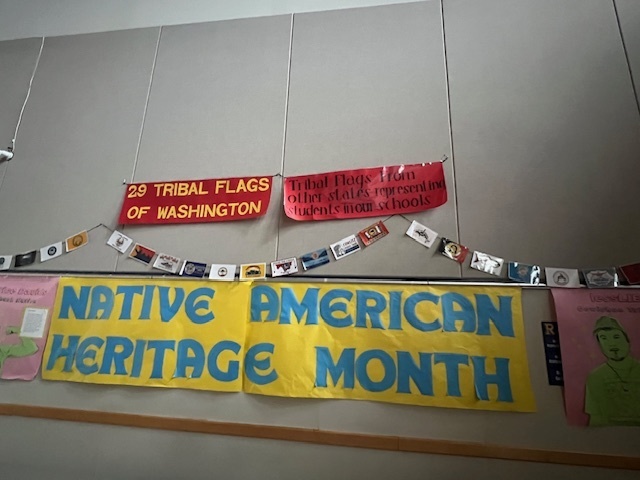 29 TRIBAL FLAGS
OF WASHINGTON
Tribal Flags from
other states representing
students in our schools
NATIVE AMERICAN
HERITAGE MONTH